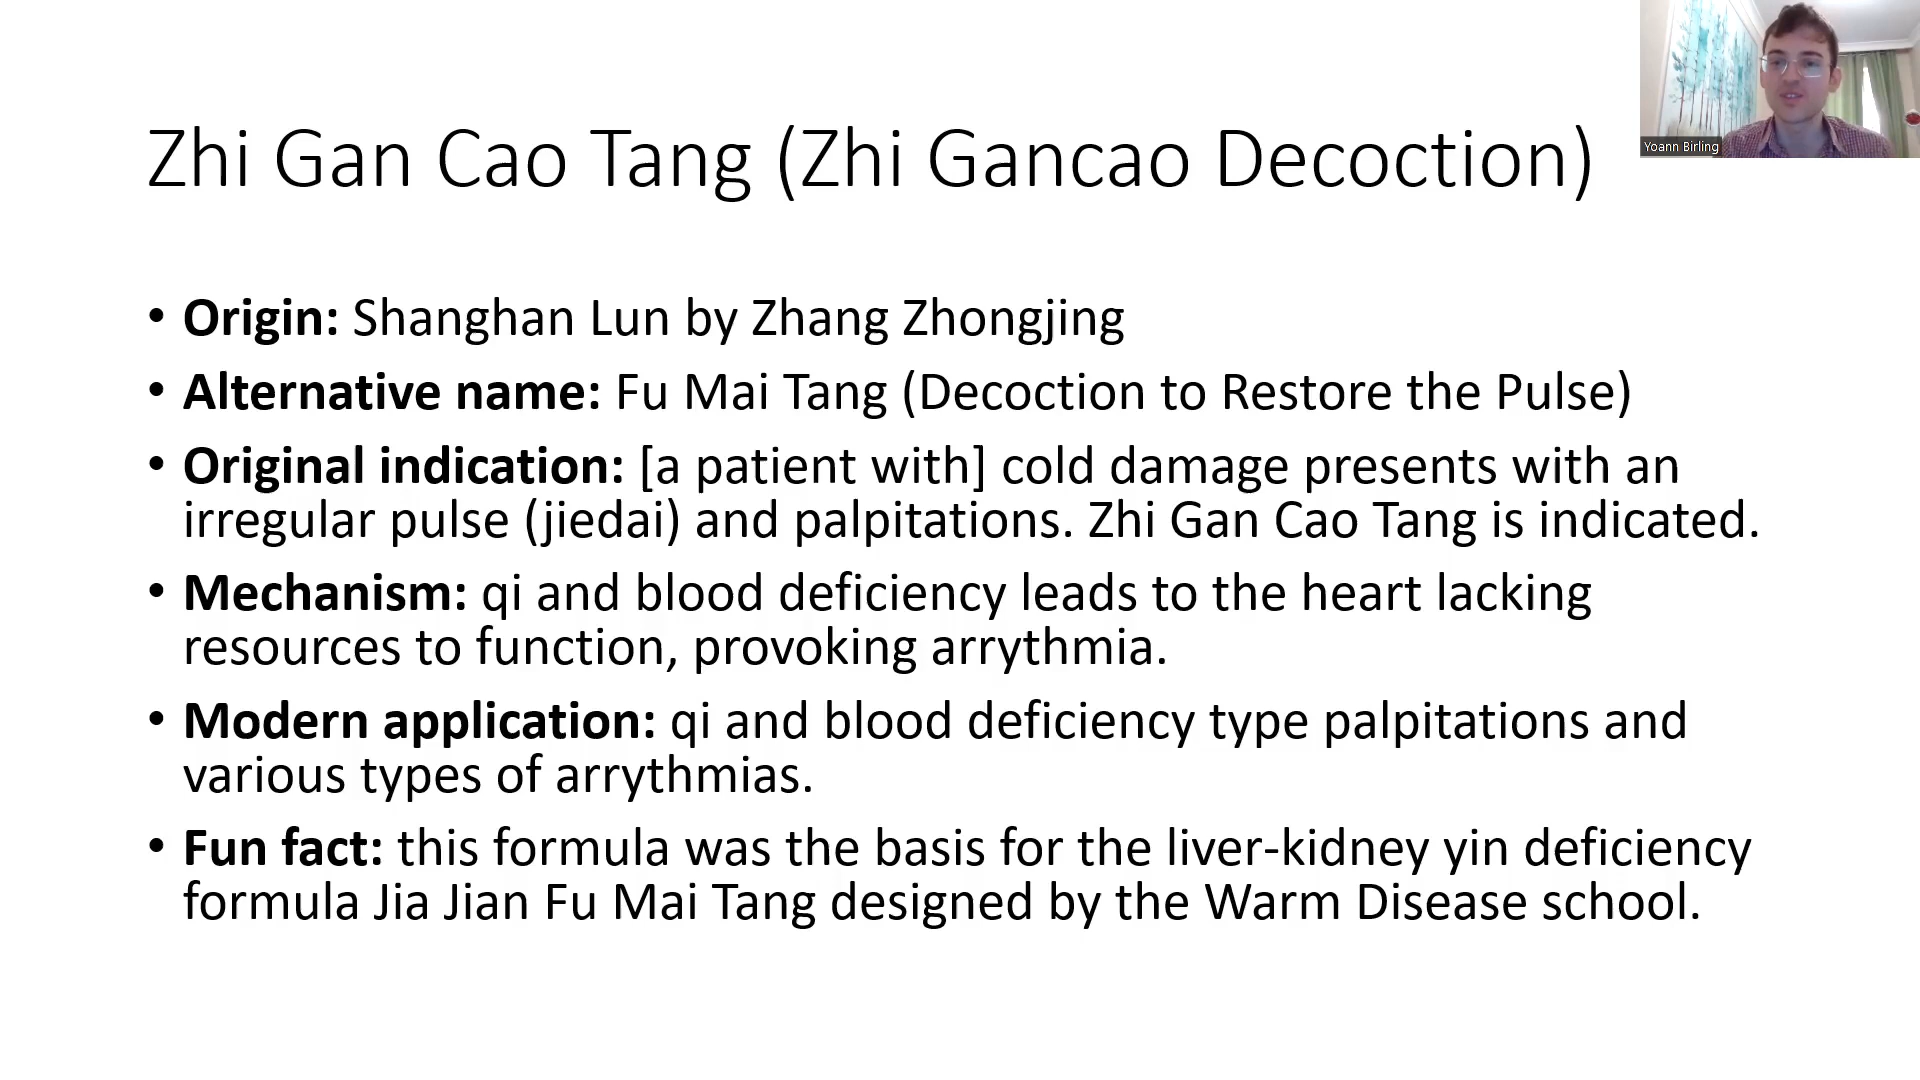 Zhi Gan Cao Tang (Zhi Gancao Decoction)
Yoann Birling
• Origin: Shanghan Lun by Zhang Zhongjing
• Alternative name: Fu Mai Tang (Decoction to Restore the Pulse)
• Original indication: [a patient with] cold damage presents with an
irregular pulse (jiedai) and palpitations. Zhi Gan Cao Tang is indicated.
• Mechanism: qi and blood deficiency leads to the heart lacking
resources to function, provoking arrythmia.
• Modern application: qi and blood deficiency type palpitations and
various types of arrythmias.
• Fun fact: this formula was the basis for the liver-kidney yin deficiency
formula Jia Jian Fu Mai Tang designed by the Warm Disease school.